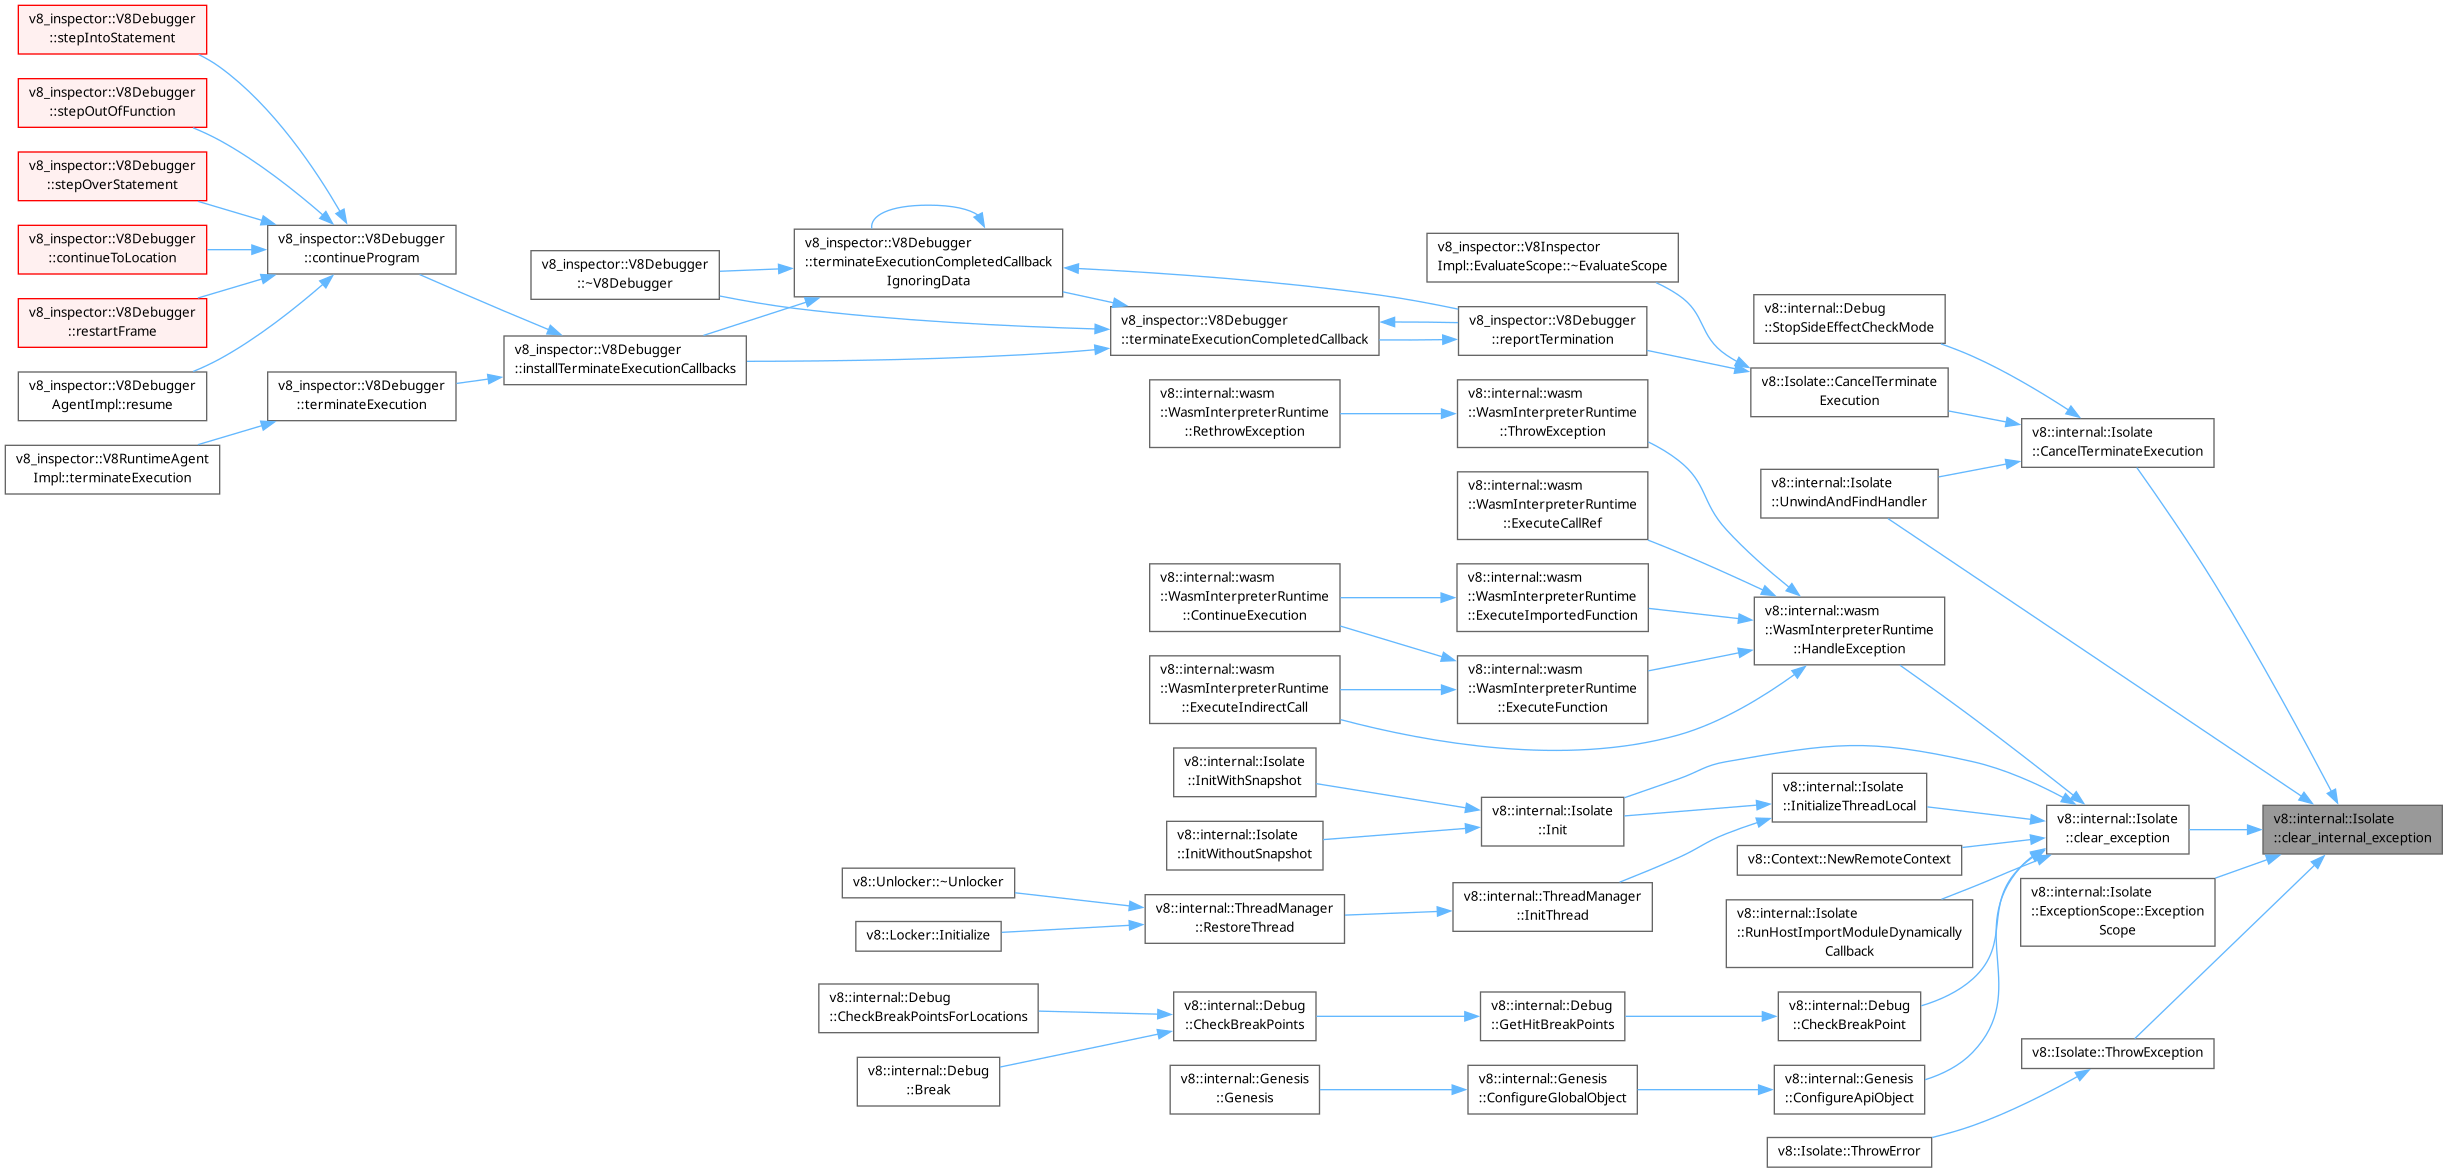 v8_inspector::V8Debugger
::stepIntoStatement
v8_inspector::V8Debugger
::stepOutOfFunction
v8_inspector::V8Debugger
::stepOverStatement
v8_inspector::V8Debugger
::continueToLocation
v8_inspector::V8Debugger
::restartFrame
v8_inspector::V8Debugger
AgentImpl::resume
v8_inspector::V8RuntimeAgent
Impl::terminateExecution
v8_inspector::V8Debugger
::continueProgram
v8_inspector::V8Debugger
::terminateExecution
v8_inspector::V8Debugger
::~V8Debugger
v8_inspector::V8Debugger
::installTerminateExecutionCallbacks
v8_inspector::V8Debugger
::terminateExecutionCompletedCallback
IgnoringData
v8_inspector::V8Debugger
::terminateExecutionCompletedCallback
v8_inspector::V8Inspector
Impl::EvaluateScope::~EvaluateScope
v8_inspector::V8Debugger
::reportTermination
v8::internal::Debug
::StopSideEffectCheckMode
v8::Isolate::CancelTerminate
Execution
v8::internal::Isolate
::CancelTerminateExecution
v8::internal::Isolate
::UnwindAndFindHandler
v8::internal::wasm
::WasmInterpreterRuntime
::RethrowException
v8::internal::wasm
::WasmInterpreterRuntime
::ThrowException
v8::internal::wasm
::WasmInterpreterRuntime
::ExecuteCallRef
v8::internal::wasm
::WasmInterpreterRuntime
::ContinueExecution
v8::internal::wasm
::WasmInterpreterRuntime
::ExecuteImportedFunction
v8::internal::wasm
::WasmInterpreterRuntime
::HandleException
v8::internal::wasm
::WasmInterpreterRuntime
::ExecuteIndirectCall
v8::internal::wasm
::WasmInterpreterRuntime
::ExecuteFunction
v8::internal::Isolate
::InitWithSnapshot
v8::internal::Isolate
::InitWithoutSnapshot
v8::internal::Isolate
::Init
v8::internal::Isolate
::InitializeThreadLocal
v8::internal::Isolate
::clear_exception
v8::internal::Isolate
::clear_internal_exception
v8::Context::NewRemoteContext
v8::Unlocker::~Unlocker
v8::Locker::Initialize
v8::internal::ThreadManager
::RestoreThread
v8::internal::ThreadManager
::InitThread
v8::internal::Isolate
::RunHostImportModuleDynamically
Callback
v8::internal::Isolate
::ExceptionScope::Exception
Scope
v8::internal::Debug
::CheckBreakPointsForLocations
v8::internal::Debug
::Break
v8::internal::Debug
::CheckBreakPoints
v8::internal::Debug
::GetHitBreakPoints
v8::internal::Debug
::CheckBreakPoint
v8::Isolate::ThrowException
v8::internal::Genesis
::Genesis
v8::internal::Genesis
::ConfigureGlobalObject
v8::internal::Genesis
::ConfigureApiObject
v8::Isolate::ThrowError